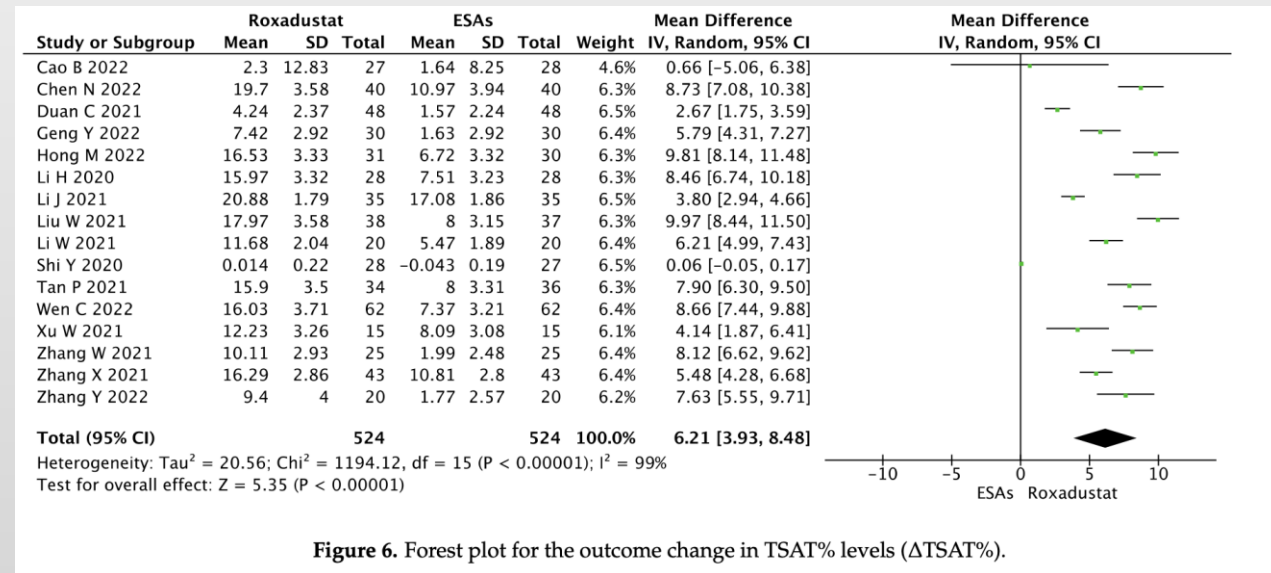 Roxadustat ESAs Mean Difference Mean Difference
Study or Subgroup Mean SD Total Mean SD Total Weight IV, Random, 95% CI IV, Random, 95% CI
Cao B 2022 2.3 12.83 27 1.64 8.25 28 4.6% 0.66 [−5.06, 6.38]
Chen N 2022 19.7 3.58 40 10.97 3.94 40 6.3% 8.73 [7.08, 10.38]
Duan C 2021 4.24 2.37 48 1.57 2.24 48 6.5% 2.67 [1.75, 3.59]
Geng Y 2022 7.42 2.92 30 1.63 2.92 30 6.4% 5.79 [4.31, 7.27]
Hong M 2022 16.53 3.33 31 6.72 3.32 30 6.3% 9.81 [8.14, 11.48]
Li H 2020 15.97 3.32 28 7.51 3.23 28 6.3% 8.46 [6.74, 10.18]
Li J 2021 20.88 1.79 35 17.08 1.86 35 6.5% 3.80 [2.94, 4.66]
Liu W 2021 17.97 3.58 38 8 3.15 37 6.3% 9.97 [8.44, 11.50]
Li W 2021 11.68 2.04 20 5.47 1.89 20 6.4% 6.21 [4.99, 7.43]
Shi Y 2020 0.014 0.22 28 −0.043 0.19 27 6.5% 0.06 [−0.05, 0.17]
Tan P 2021 15.9 3.5 34 8 3.31 36 6.3% 7.90 [6.30, 9.50]
Wen C 2022 16.03 3.71 62 7.37 3.21 62 6.4% 8.66 [7.44, 9.88]
Xu W 2021 12.23 3.26 15 8.09 3.08 15 6.1% 4.14 [1.87, 6.41]
Zhang W 2021 10.11 2.93 25 1.99 2.48 25 6.4% 8.12 [6.62, 9.62]
Zhang X 2021 16.29 2.86 43 10.81 2.8 43 6.4% 5.48 [4.28, 6.68]
Zhang Y 2022 9.4 4 20 1.77 2.57 20 6.2% 7.63 [5.55, 9.71]
Total (95% CI) 524 524 100.0% 6.21 [3.93, 8.48]
Heterogeneity: Tau² = 20.56; Chi² = 1194.12, df = 15 (P < 0.00001); I² = 99%
Test for overall effect: Z = 5.35 (P < 0.00001)
−10 −5 0 5 10
ESAs Roxadustat
Figure 6. Forest plot for the outcome change in TSAT% levels (ΔTSAT%).